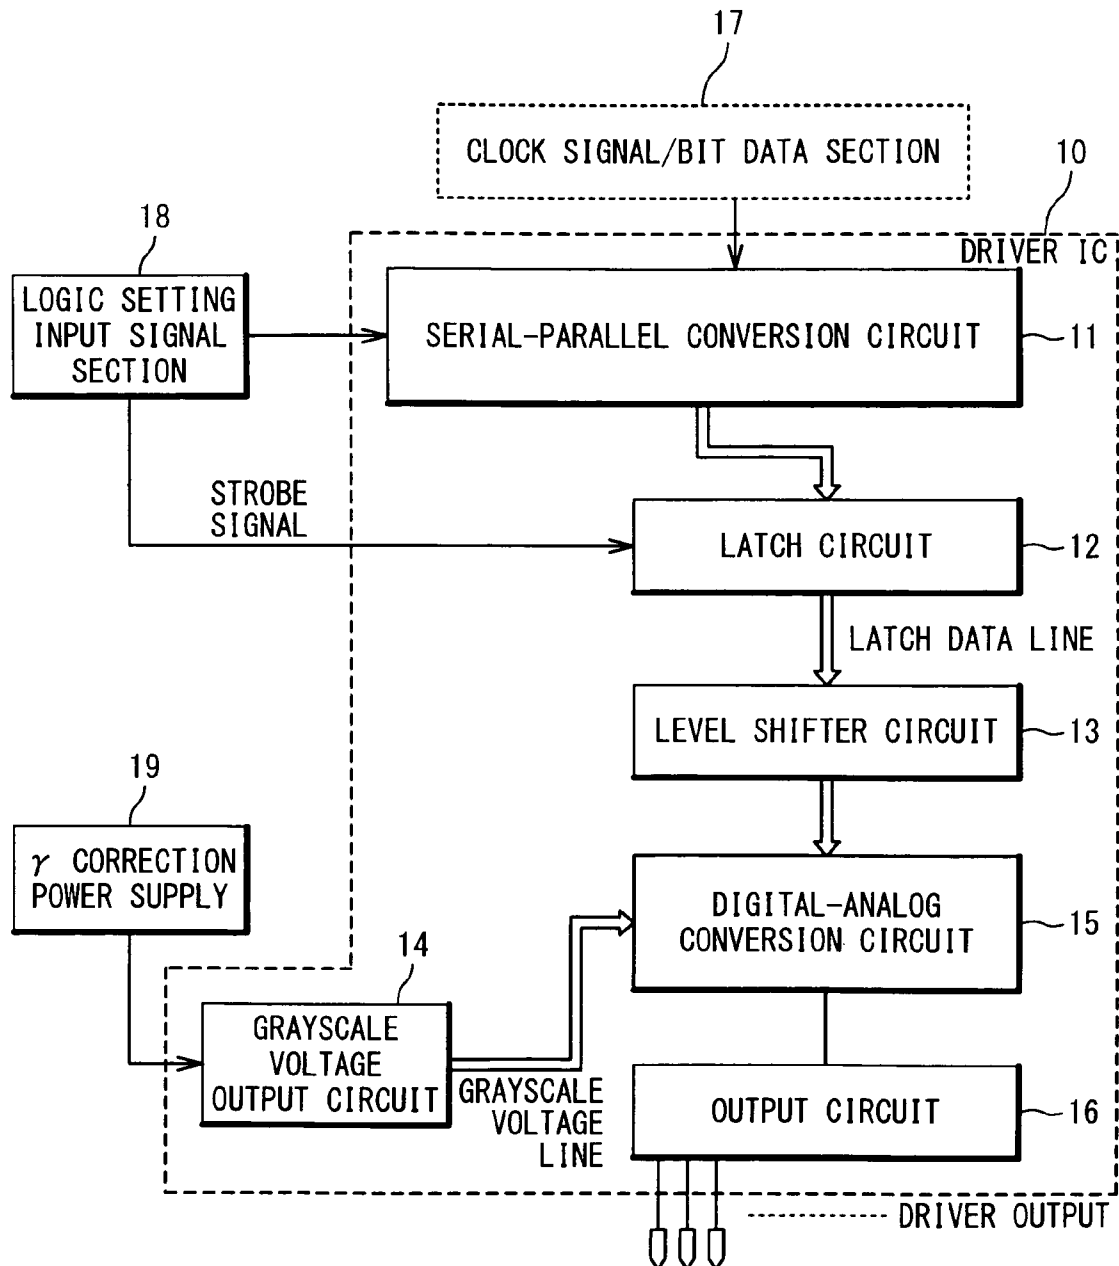 17
CLOCK SIGNAL/BIT DATA SECTION
10
DRIVER IC
18
LOGIC SETTING
INPUT SIGNAL
SECTION
SERIAL-PARALLEL CONVERSION CIRCUIT
11
STROBE
SIGNAL
LATCH CIRCUIT
12
LATCH DATA LINE
LEVEL SHIFTER CIRCUIT
13
19
γ CORRECTION
POWER SUPPLY
DIGITAL-ANALOG
CONVERSION CIRCUIT
15
14
GRAYSCALE
VOLTAGE
OUTPUT CIRCUIT
GRAYSCALE
VOLTAGE
LINE
OUTPUT CIRCUIT
16
DRIVER OUTPUT